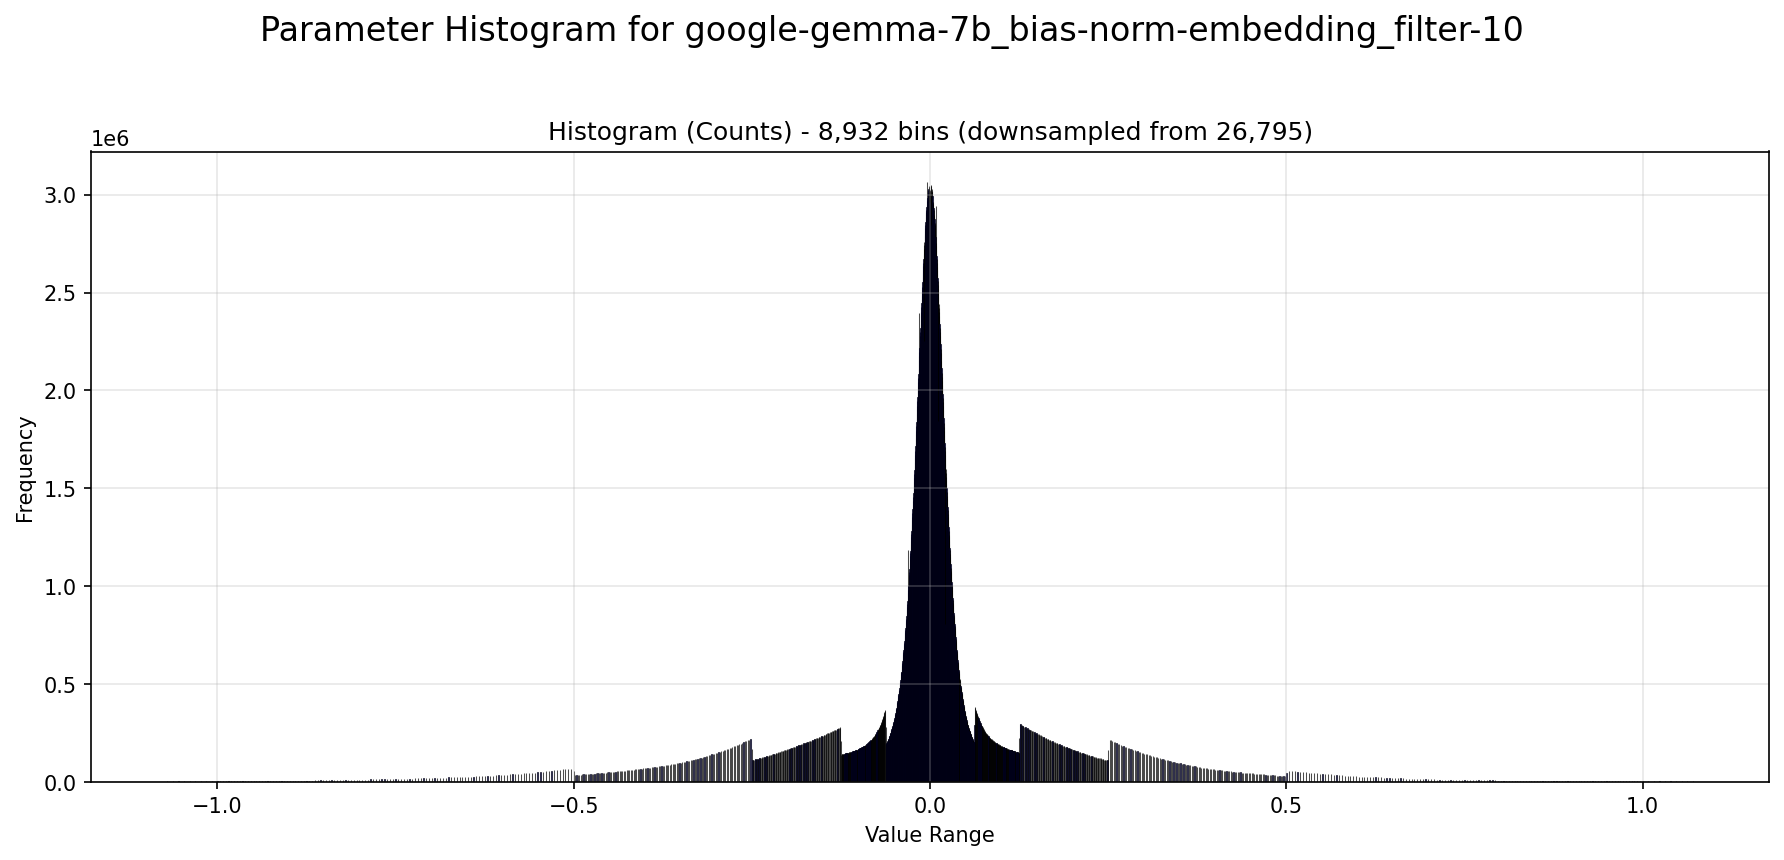 Parameter Histogram for google-gemma-7b_bias-norm-embedding_filter-10
Histogram (Counts) - 8,932 bins (downsampled from 26,795)
1e6
3.0
2.5
2.0
1.5
1.0
0.5
0.0
Frequency
−1.0 −0.5 0.0 0.5 1.0
Value Range